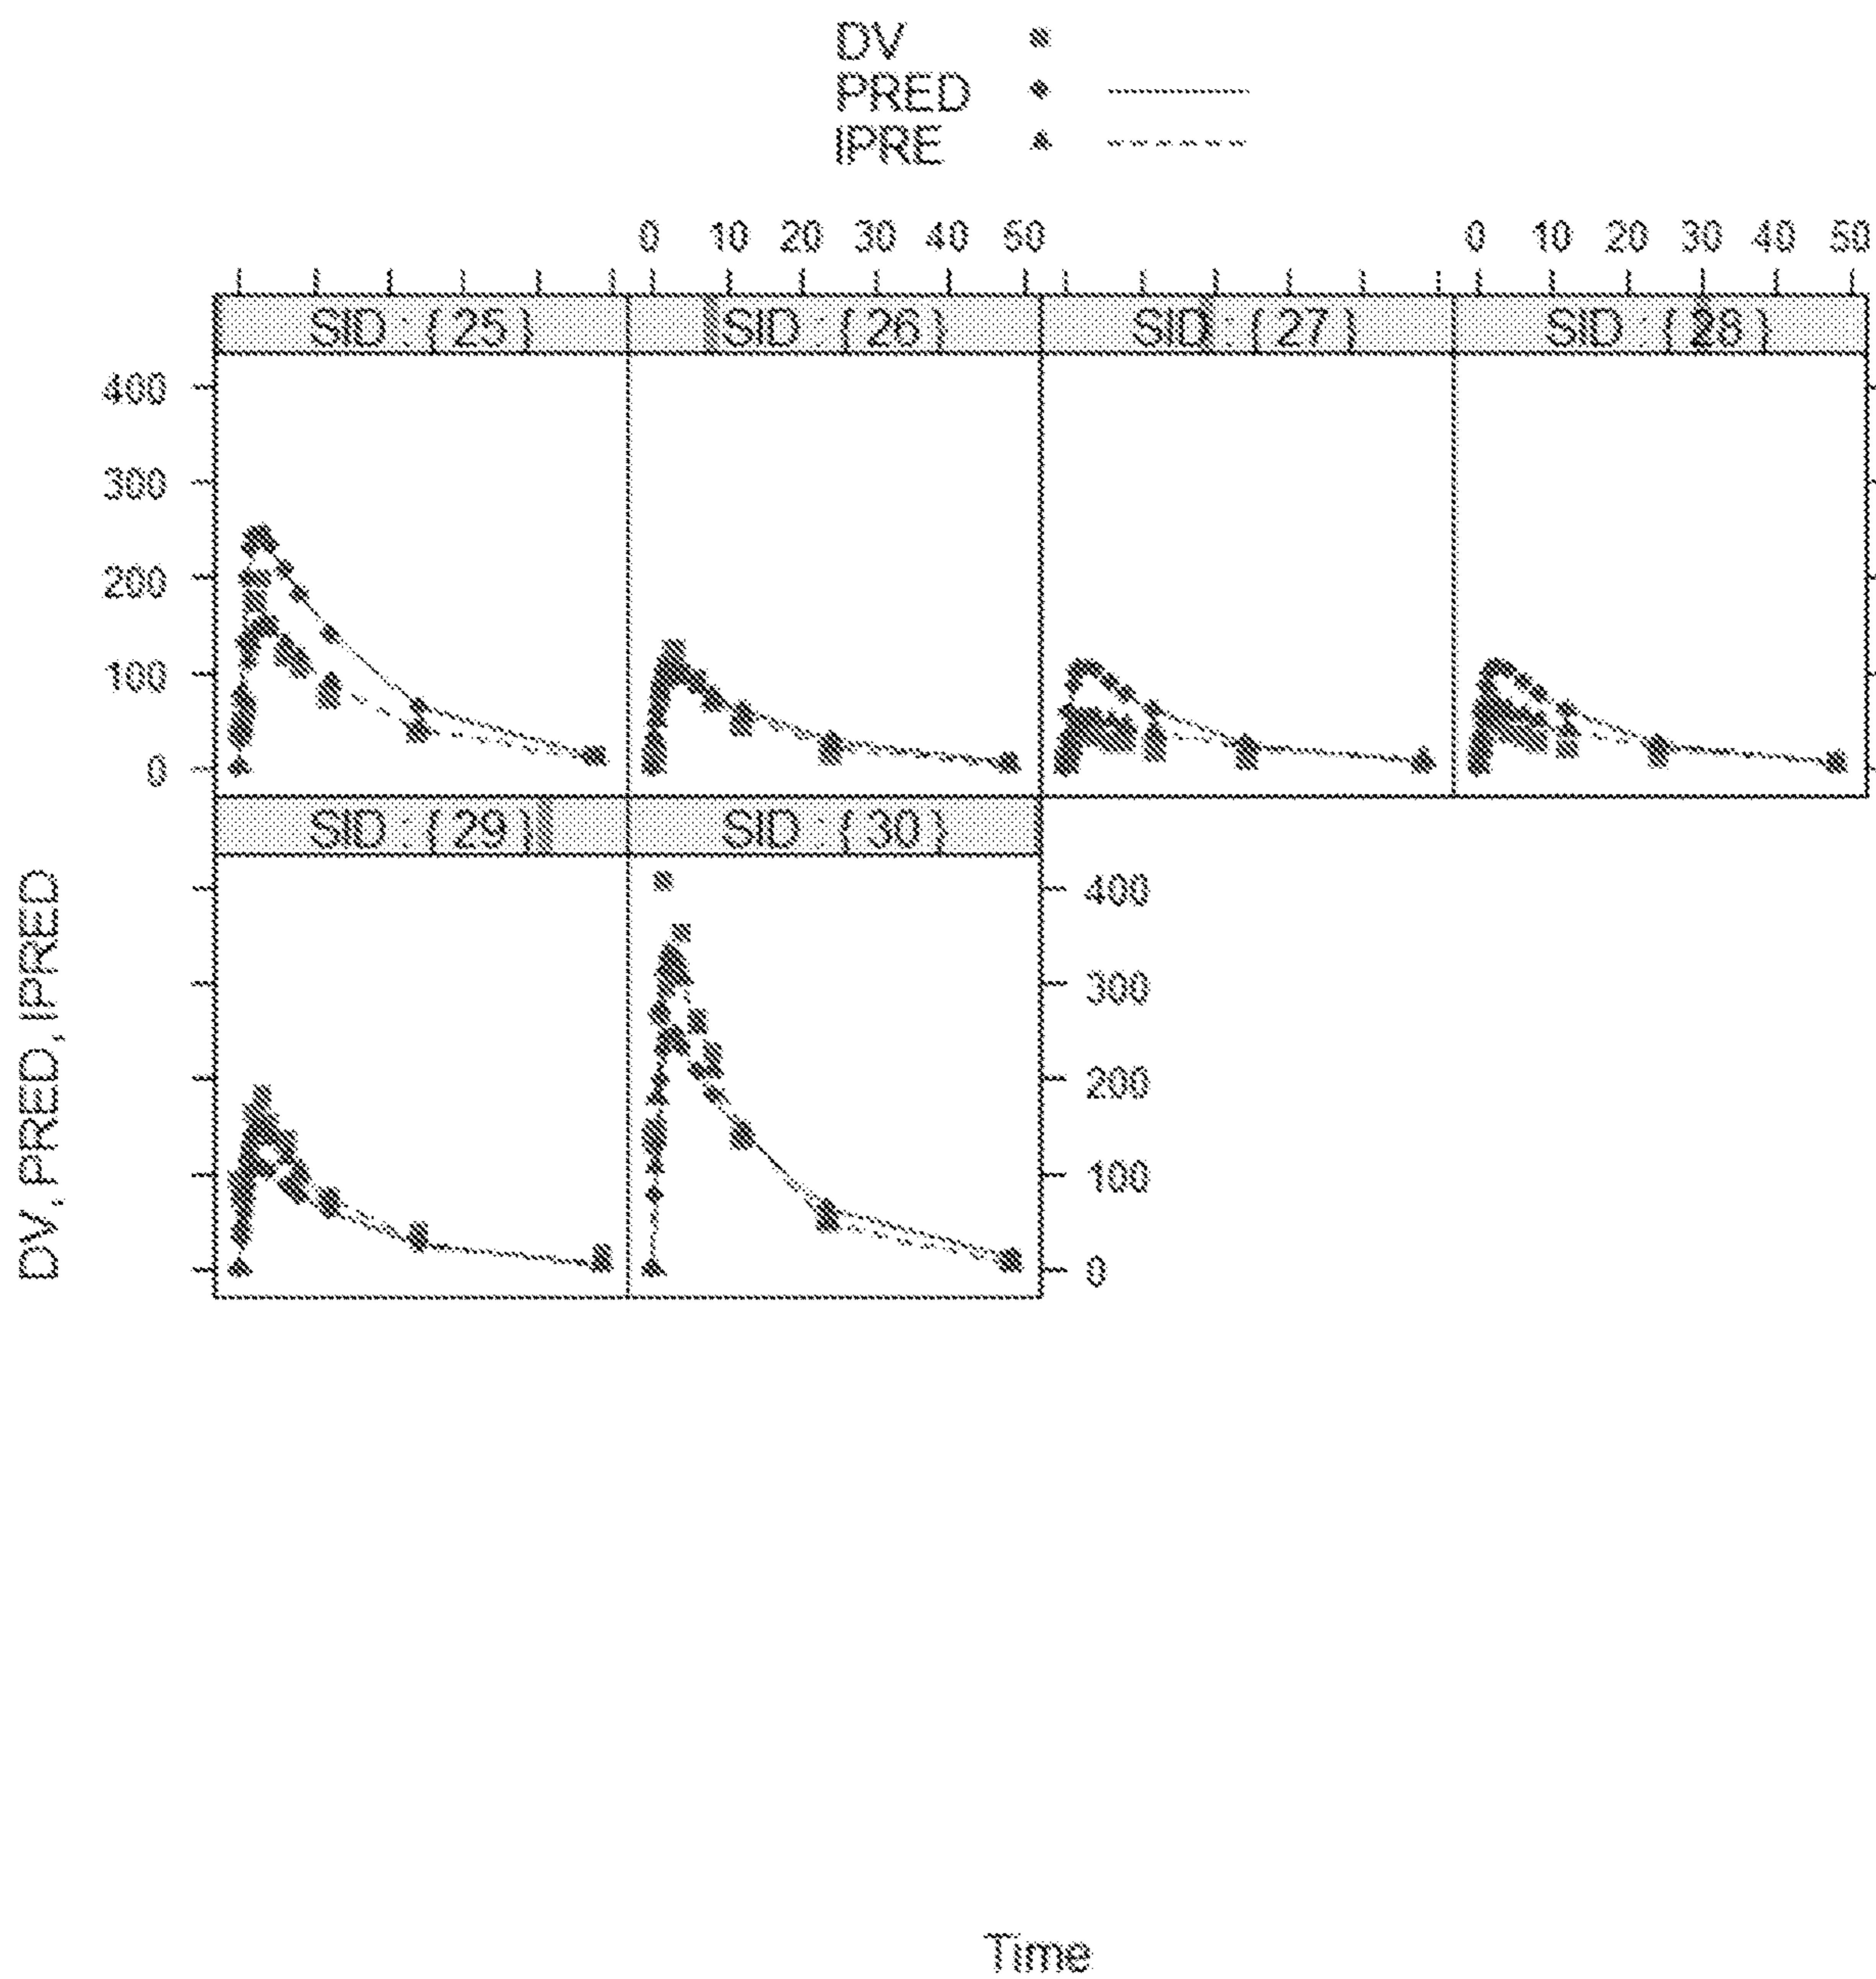 DV
PRED
IPRE
0 10 20 30 40 50 0 10 20 30 40 50
SID : { 25 } SID : { 26 } SID : { 27 } SID : { 28 }
400
300
200
100
0
SID : { 29 } SID : { 30 }
400
300
200
100
0
DV, PRED, IPRED
Time